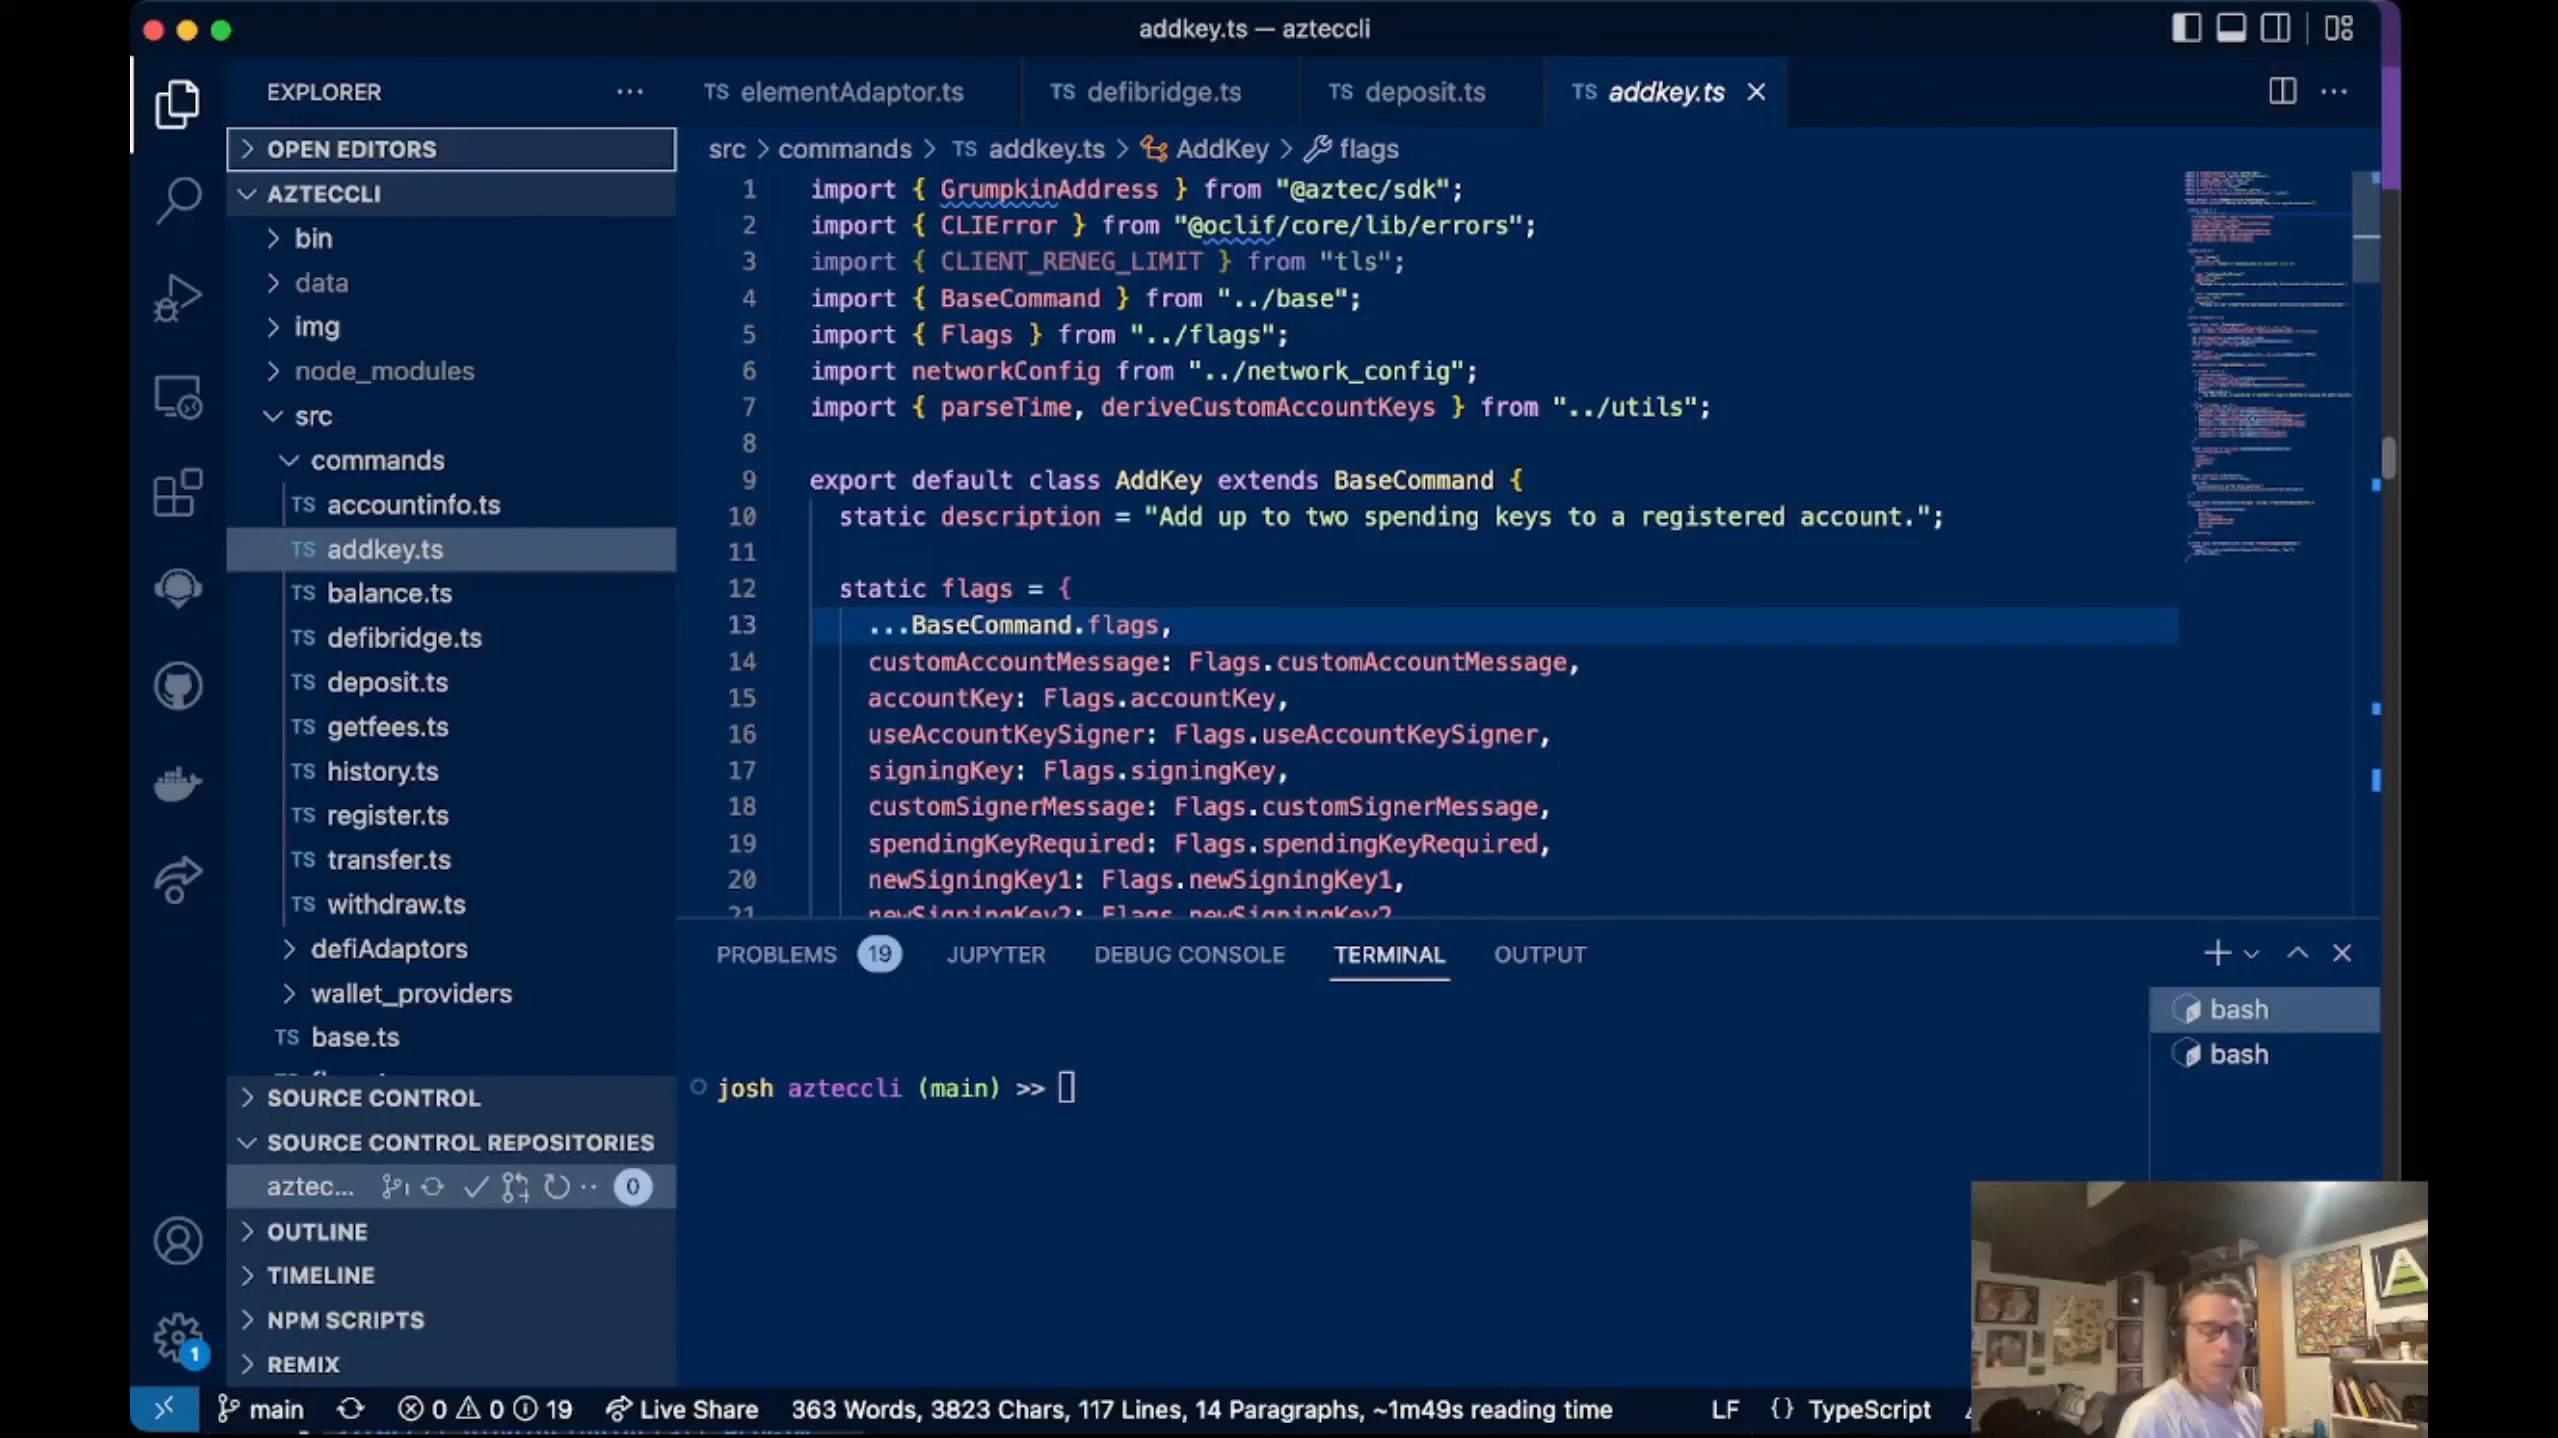 addkey.ts — azteccli
EXPLORER
OPEN EDITORS
AZTECCLI
bin
data
img
node_modules
src
commands
TS accountinfo.ts
TS addkey.ts
TS balance.ts
TS defibridge.ts
TS deposit.ts
TS getfees.ts
TS history.ts
TS register.ts
TS transfer.ts
TS withdraw.ts
defiAdaptors
wallet_providers
TS base.ts
SOURCE CONTROL
SOURCE CONTROL REPOSITORIES
aztec... 0
OUTLINE
TIMELINE
NPM SCRIPTS
REMIX
1
TS elementAdaptor.ts TS defibridge.ts TS deposit.ts TS addkey.ts
src > commands > TS addkey.ts > AddKey > flags
1 import { GrumpkinAddress } from "@aztec/sdk";
2 import { CLIError } from "@oclif/core/lib/errors";
3 import { CLIENT_RENEG_LIMIT } from "tls";
4 import { BaseCommand } from "../base";
5 import { Flags } from "../flags";
6 import networkConfig from "../network_config";
7 import { parseTime, deriveCustomAccountKeys } from "../utils";
8
9 export default class AddKey extends BaseCommand {
10 static description = "Add up to two spending keys to a registered account.";
11
12 static flags = {
13 ...BaseCommand.flags,
14 customAccountMessage: Flags.customAccountMessage,
15 accountKey: Flags.accountKey,
16 useAccountKeySigner: Flags.useAccountKeySigner,
17 signingKey: Flags.signingKey,
18 customSignerMessage: Flags.customSignerMessage,
19 spendingKeyRequired: Flags.spendingKeyRequired,
20 newSigningKey1: Flags.newSigningKey1,
21 newSigningKey2: Flags.newSigningKey2
PROBLEMS 19 JUPYTER DEBUG CONSOLE TERMINAL OUTPUT
bash
bash
josh azteccli (main) >>
main 0 0 19 Live Share 363 Words, 3823 Chars, 117 Lines, 14 Paragraphs, ~1m49s reading time LF {} TypeScript